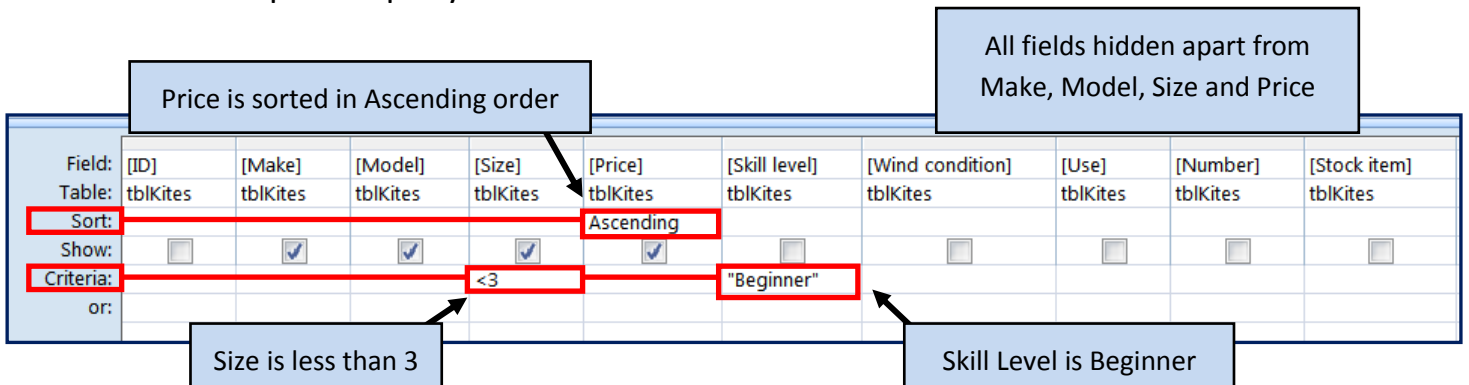 All fields hidden apart from
Make, Model, Size and Price
Price is sorted in Ascending order
Field: [ID] [Make] [Model] [Size] [Price] [Skill level] [Wind condition] [Use] [Number] [Stock item]
Table: tblKites tblKites tblKites tblKites tblKites tblKites tblKites tblKites tblKites tblKites
Sort: Ascending
Show:
Criteria: <3 "Beginner"
or:
Size is less than 3
Skill Level is Beginner